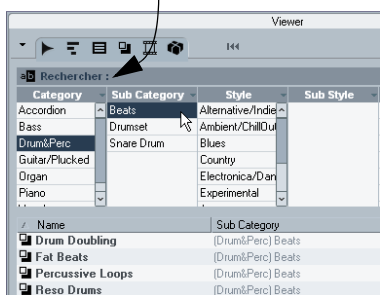 Viewer
ab Rechercher :
Category Sub Category Style Sub Style
Accordion Beats Alternative/Indie
Bass Drumset Ambient/ChillOut
Drum&Perc Snare Drum Blues
Guitar/Plucked Country
Organ Electronica/Dan
Piano Experimental
Name Sub Category
Drum Doubling (Drum&Perc) Beats
Fat Beats (Drum&Perc) Beats
Percussive Loops (Drum&Perc) Beats
Reso Drums (Drum&Perc) Beats